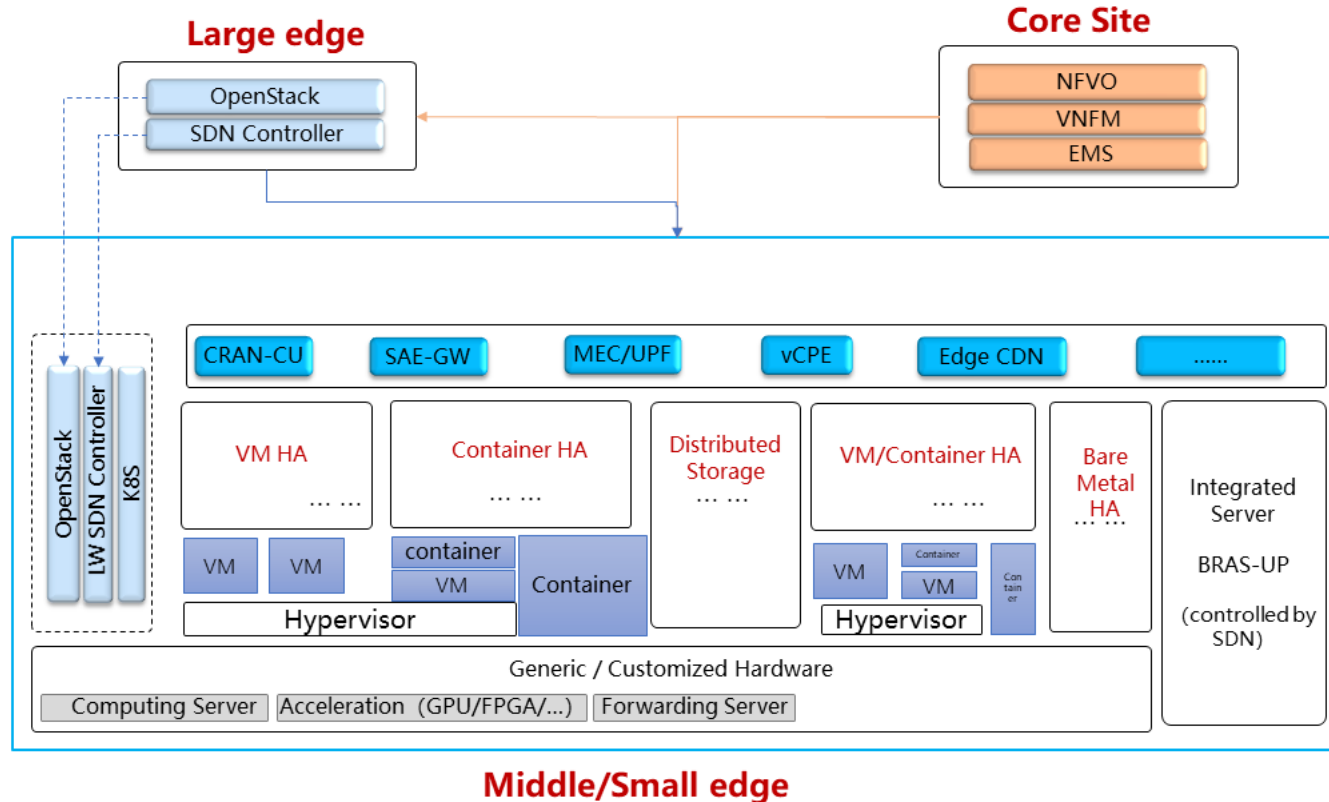 Large edge
Core Site
OpenStack
SDN Controller
NFVO
VNFM
EMS
OpenStack
LW SDN Controller
K8S
CRAN-CU
SAE-GW
MEC/UPF
vCPE
Edge CDN
......
VM HA
... ...
Container HA
... ...
Distributed
Storage
... ...
VM/Container HA
... ...
Bare
Metal
HA
... ...
Integrated
Server
BRAS-UP
(controlled by
SDN)
VM
VM
Hypervisor
container
VM
Container
VM
Container
VM
Con
tain
er
Hypervisor
Generic / Customized Hardware
Computing Server
Acceleration (GPU/FPGA/...)
Forwarding Server
Middle/Small edge